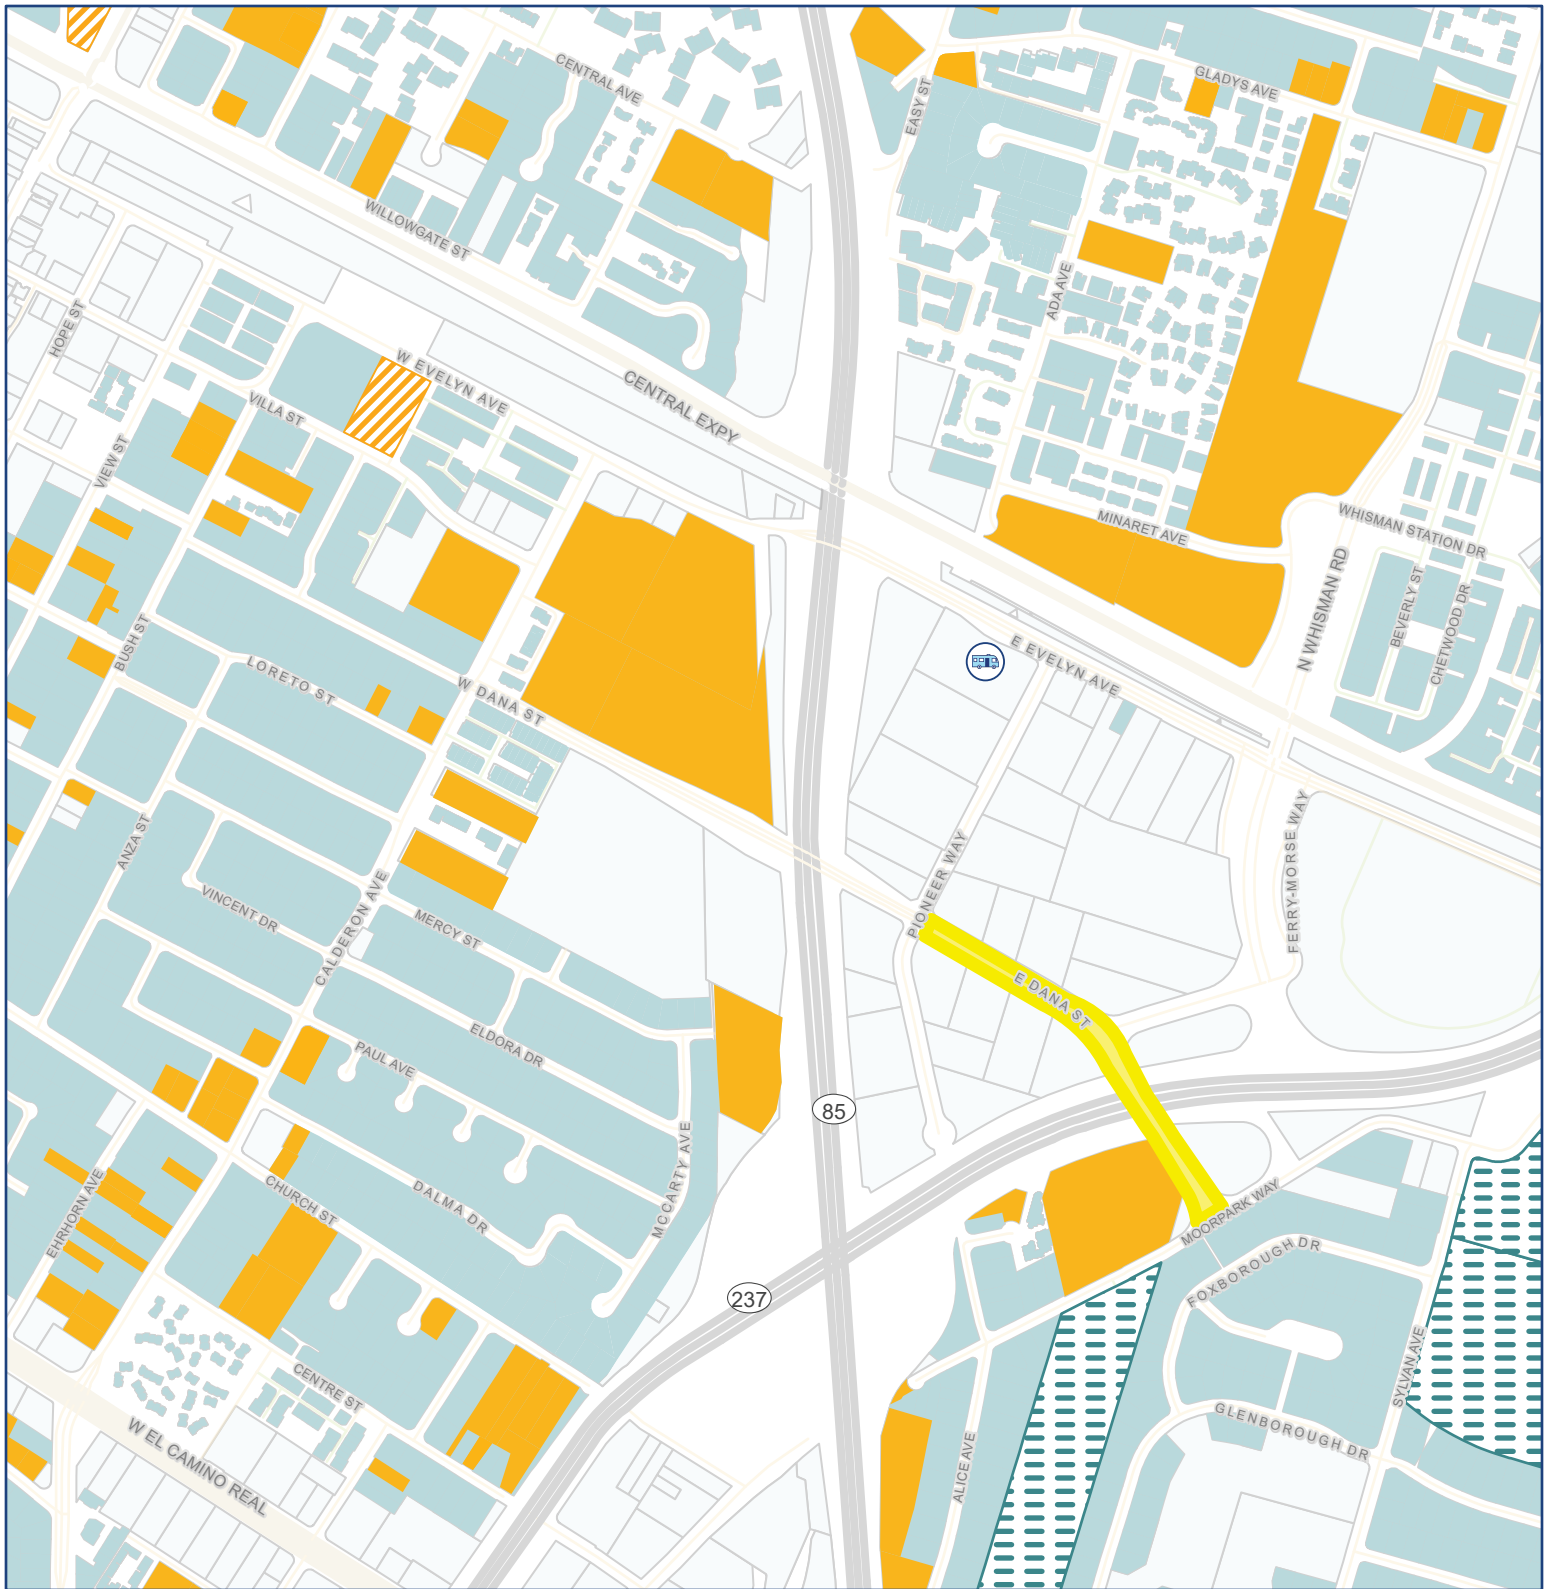 CENTRAL AVE
GLADYS AVE
EASY ST
WILLOWGATE ST
ADA AVE
HOPE ST
W EVELYN AVE
CENTRAL EXPY
VILLA ST
VIEW ST
MINARET AVE
WHISMAN STATION DR
N WHISMAN RD
BEVERLY ST
CHETWOOD DR
BUSH ST
LORETO ST
W DANA ST
E EVELYN AVE
ANZA ST
PIONEER WAY
FERRY-MORSE WAY
VINCENT DR
CALDERON AVE
MERCY ST
E DANA ST
ELDORA DR
PAUL AVE
85
MCCARTY AVE
EHRHORN AVE
CHURCH ST
DALMA DR
MOORPARK WAY
FOXBOROUGH DR
237
SYLVAN AVE
CENTRE ST
GLENBOROUGH DR
W EL CAMINO REAL
ALICE AVE